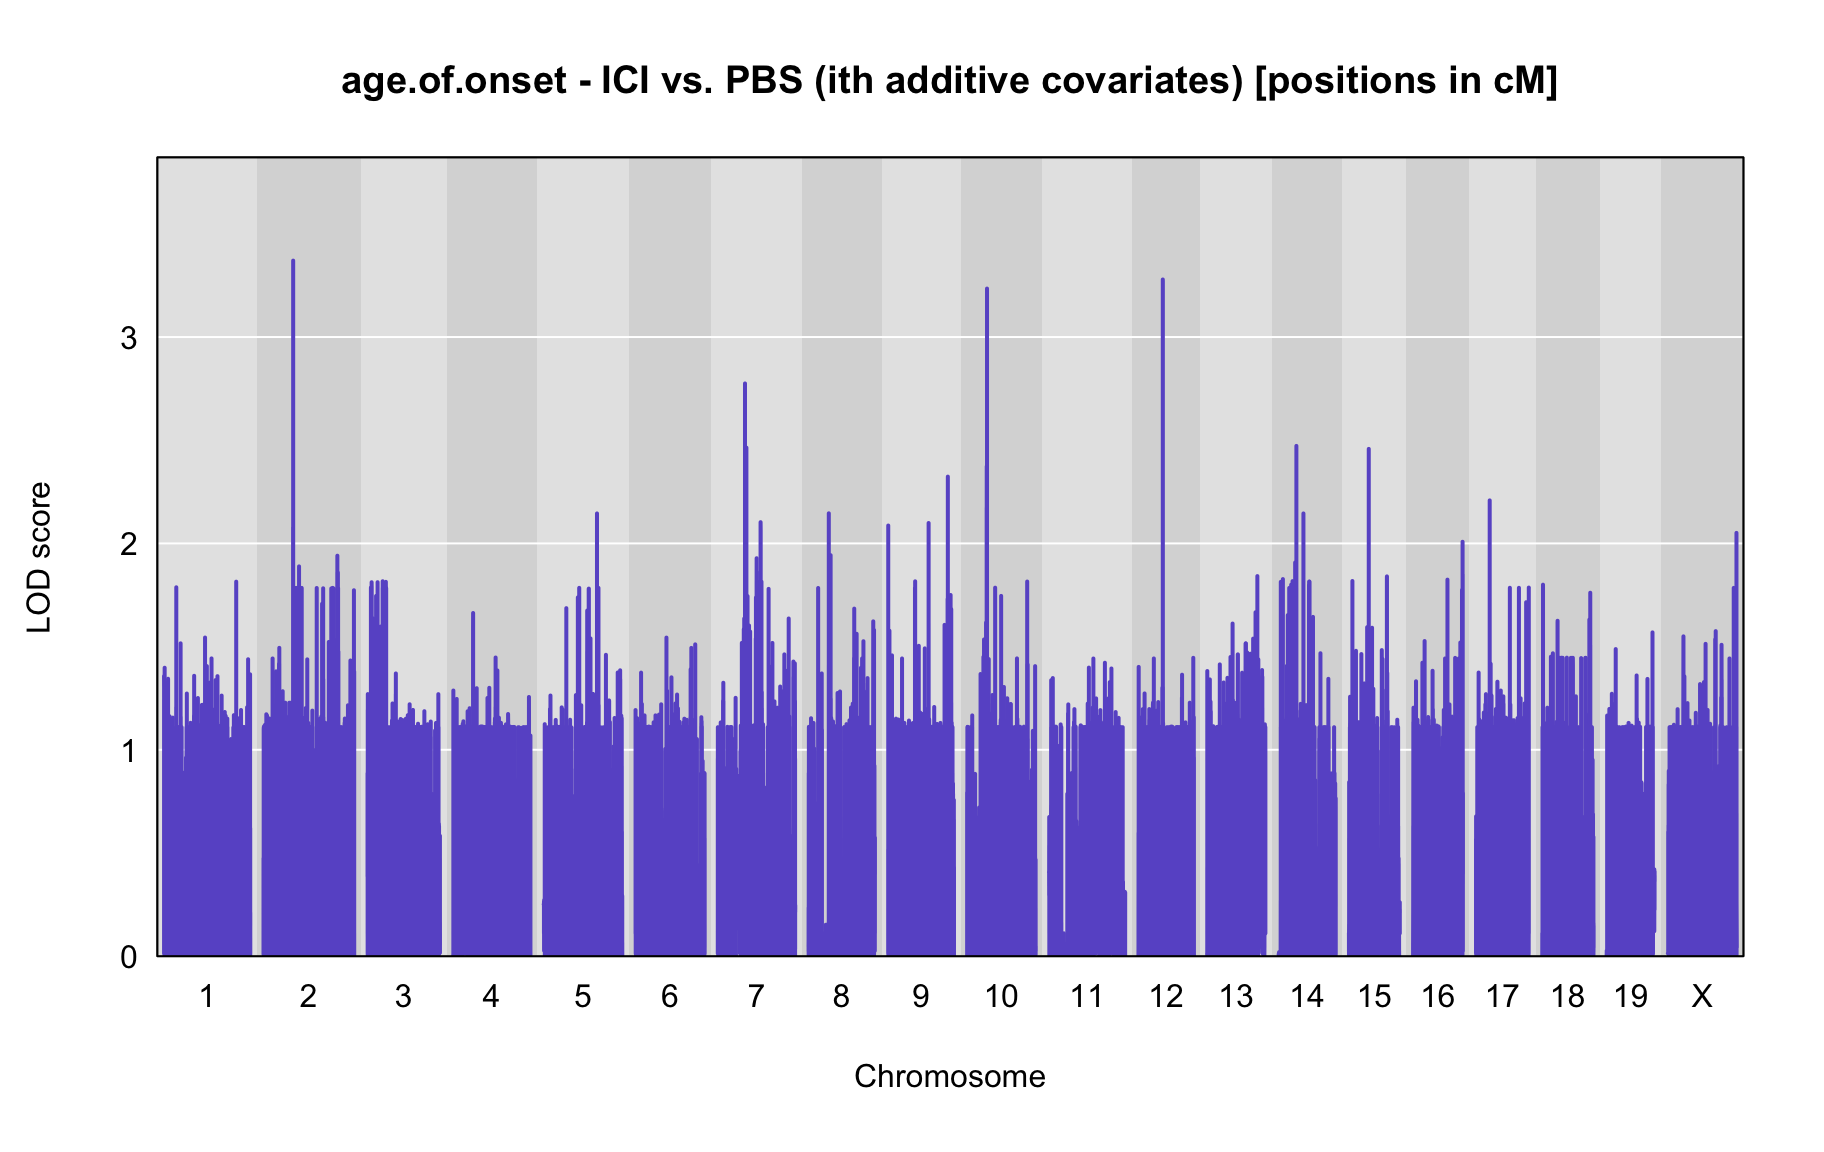 age.of.onset - ICI vs. PBS (ith additive covariates) [positions in cM]
LOD score
3
2
1
0
1 2 3 4 5 6 7 8 9 10 11 12 13 14 15 16 17 18 19 X
Chromosome